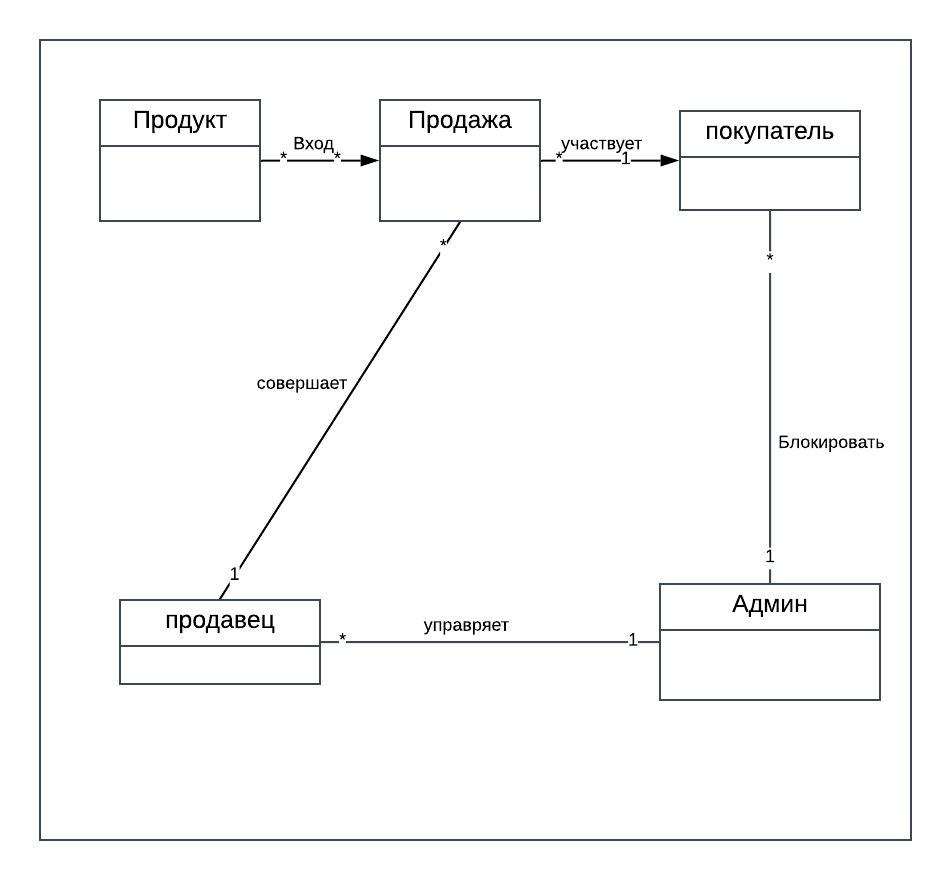 Продукт
Вход
*
*
Продажа
участвует
*
1
покупатель
*
*
совершает
Блокировать
1
1
продавец
*
управряет
1
Админ